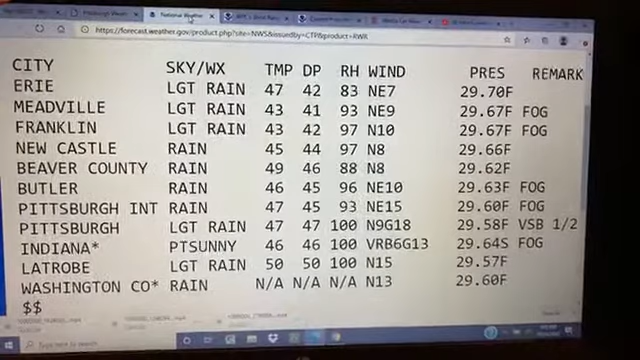 National Weather
https://forecast.weather.gov/product.php?site=NWS&issuedby=CTP&product=RWR
CITY SKY/WX TMP DP RH WIND PRES REMARK
ERIE LGT RAIN 47 42 83 NE7 29.70F
MEADVILLE LGT RAIN 43 41 93 NE9 29.67F FOG
FRANKLIN LGT RAIN 43 42 97 N10 29.67F FOG
NEW CASTLE RAIN 45 44 97 N8 29.66F
BEAVER COUNTY RAIN 49 46 88 N8 29.62F
BUTLER RAIN 46 45 96 NE10 29.63F FOG
PITTSBURGH INT RAIN 47 45 93 NE15 29.60F FOG
PITTSBURGH LGT RAIN 47 47 100 N9G18 29.58F VSB 1/2
INDIANA* PTSUNNY 46 46 100 VRB6G13 29.64S FOG
LATROBE LGT RAIN 50 50 100 N15 29.57F
WASHINGTON CO* RAIN N/A N/A N/A N13 29.60F
$$
Type here to search